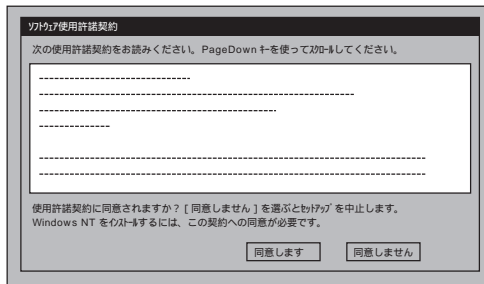 ｿﾌﾄｳｪｱ使用許諾契約
次の使用許諾契約をお読みください。PageDown ｷｰを使ってｽｸﾛｰﾙしてください。
使用許諾契約に同意されますか？ [ 同意しません ] を選ぶとｾｯﾄｱｯﾌﾟを中止します。
Windows NT をｲﾝｽﾄｰﾙするには、この契約への同意が必要です。
同意します
同意しません